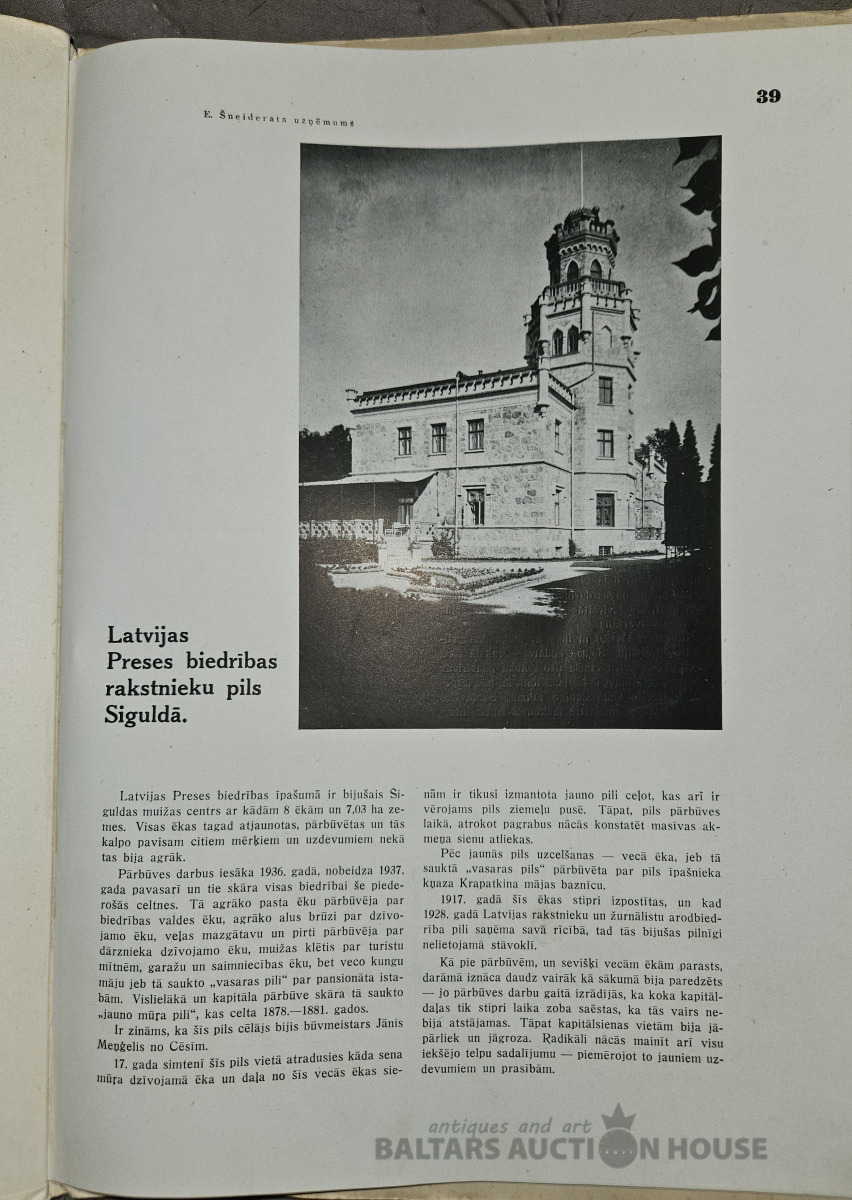 39
E. Šneiderata uzņēmums
Latvijas
Preses biedrības
rakstnieku pils
Siguldā.
Latvijas Preses biedrības īpašumā ir bijušais Si-
guldas muižas centrs ar kādām 8 ēkām un 7,03 ha ze-
mes. Visas ēkas tagad atjaunotas, pārbūvētas un tās
kalpo pavisam citiem mērķiem un uzdevumiem nekā
tas bija agrāk.
Pārbūves darbus iesāka 1936. gadā, nobeidza 1937.
gada pavasarī un tie skāra visas biedrībai še piede-
rošās celtnes. Tā agrāko pasta ēku pārbūvēja par
biedrības valdes ēku, agrāko alus brūzi par dzīvo-
jamo ēku, veļas mazgātavu un pirti pārbūvēja par
dārznieka dzīvojamo ēku, muižas klētis par turistu
mītnēm, garažu un saimniecības ēku, bet veco kungu
māju jeb tā saukto „vasaras pili“ par pansionāta ista-
bām. Vislielākā un kapitāla pārbūve skāra tā saukto
„jauno mūra pili“, kas celta 1878.—1881. gados.
Ir zināms, ka šīs pils cēlājs bijis būvmeistars Jānis
Meņģelis no Cēsīm.
17. gada simtenī šīs pils vietā atradusies kāda sena
mūra dzīvojamā ēka un daļa no šīs vecās ēkas sie-
nām ir tikusi izmantota jauno pili ceļot, kas arī ir
vērojams pils ziemeļu pusē. Tāpat, pils pārbūves
laikā, atrokot pagrabus nācās konstatēt masīvas ak-
meņa sienu atliekas.
Pēc jaunās pils uzcelšanas — vecā ēka, jeb tā
sauktā „vasaras pils“ pārbūvēta par pils īpašnieka
kņaza Krapatkina mājas baznīcu.
1917. gadā šīs ēkas stipri izpostītas, un kad
1928. gadā Latvijas rakstnieku un žurnālistu arodbied-
rība pili saņēma savā rīcībā, tad tās bijušas pilnīgi
nelietojamā stāvoklī.
Kā pie pārbūvēm, un sevišķi vecām ēkām parasts,
darāmā iznāca daudz vairāk kā sākumā bija paredzēts
— jo pārbūves darbu gaitā izrādījās, ka koka kapitāl-
daļas tik stipri laika zoba saēstas, ka tās vairs ne-
bija atstājamas. Tāpat kapitālsienas vietām bija jā-
pārliek un jāgroza. Radikāli nācās mainīt arī visu
iekšējo telpu sadalījumu — piemērojot to jauniem uz-
devumiem un prasībām.
antiques and art
BALTARS AUCTION HOUSE